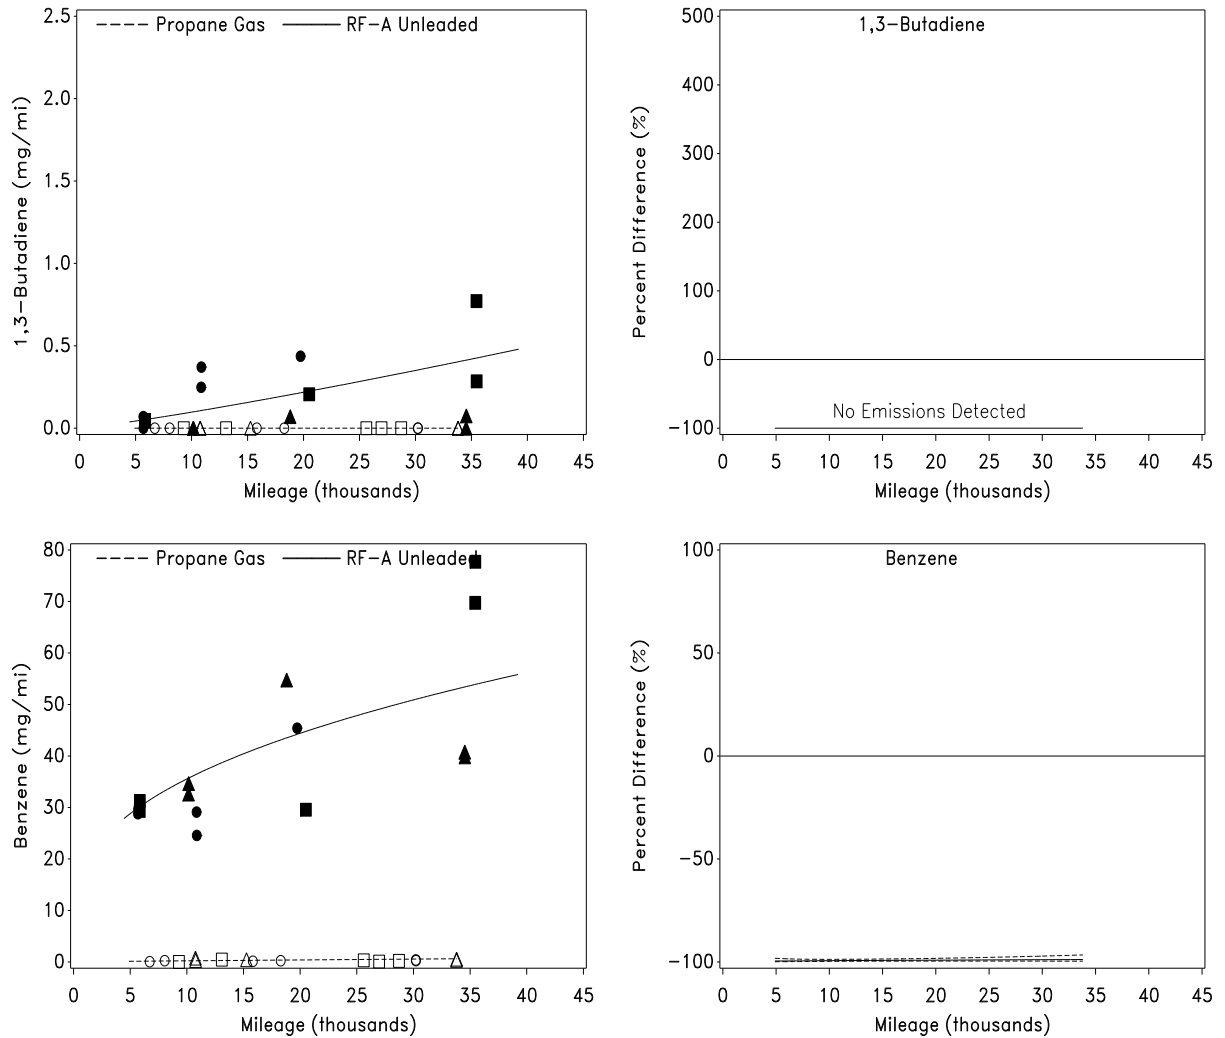 Propane Gas
RF-A Unleaded
2.5
2.0
1.5
1.0
0.5
0.0
1,3-Butadiene (mg/mi)
0 5 10 15 20 25 30 35 40 45
Mileage (thousands)
1,3-Butadiene
500
400
300
200
100
0
-100
Percent Difference (%)
No Emissions Detected
0 5 10 15 20 25 30 35 40 45
Mileage (thousands)
Propane Gas
RF-A Unleaded
80
70
60
50
40
30
20
10
0
Benzene (mg/mi)
0 5 10 15 20 25 30 35 40 45
Mileage (thousands)
Benzene
100
50
0
-50
-100
Percent Difference (%)
0 5 10 15 20 25 30 35 40 45
Mileage (thousands)